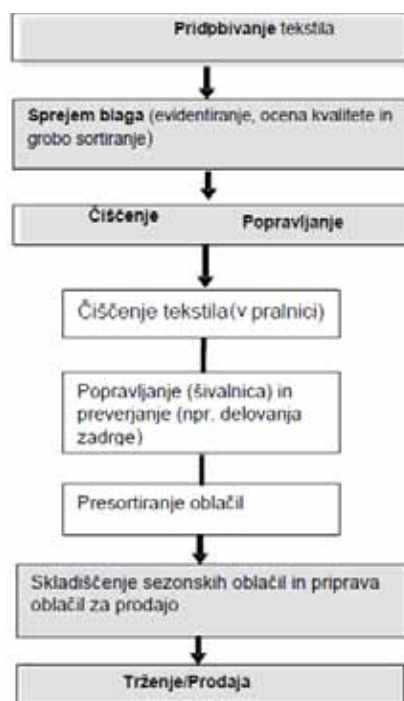 Pridpbivanje tekstila
Sprejem blaga (evidentiranje, ocena kvalitete in
grobo sortiranje)
Čiščenje Popravljanje
Čiščenje tekstila(v pralnici)
Popravljanje (šivalnica) in
preverjanje (npr. delovanja
zadrge)
Presortiranje oblačil
Skladiščenje sezonskih oblačil in priprava
oblačil za prodajo
Trženje/Prodaja